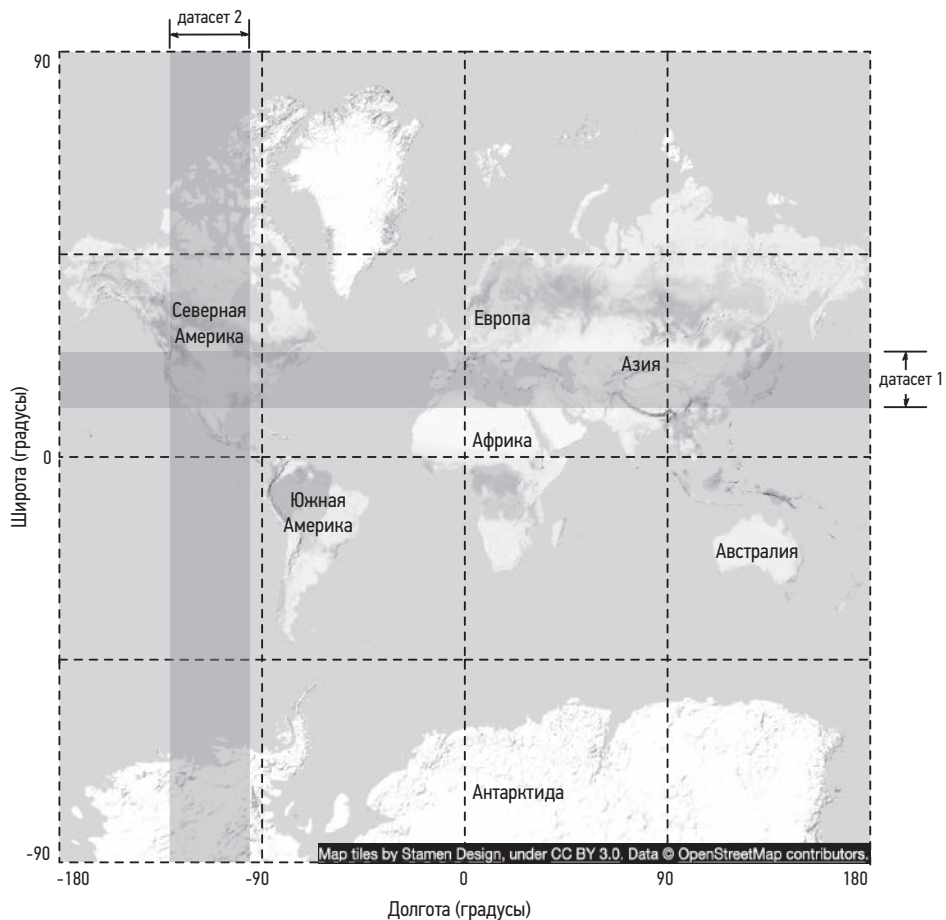 датасет 2
90
Северная
Америка
Европа
Азия
датасет 1
Широта (градусы)
0
Африка
Южная
Америка
Австралия
Антарктида
-90
Map tiles by Stamen Design, under CC BY 3.0. Data © OpenStreetMap contributors.
-180
-90
0
90
180
Долгота (градусы)